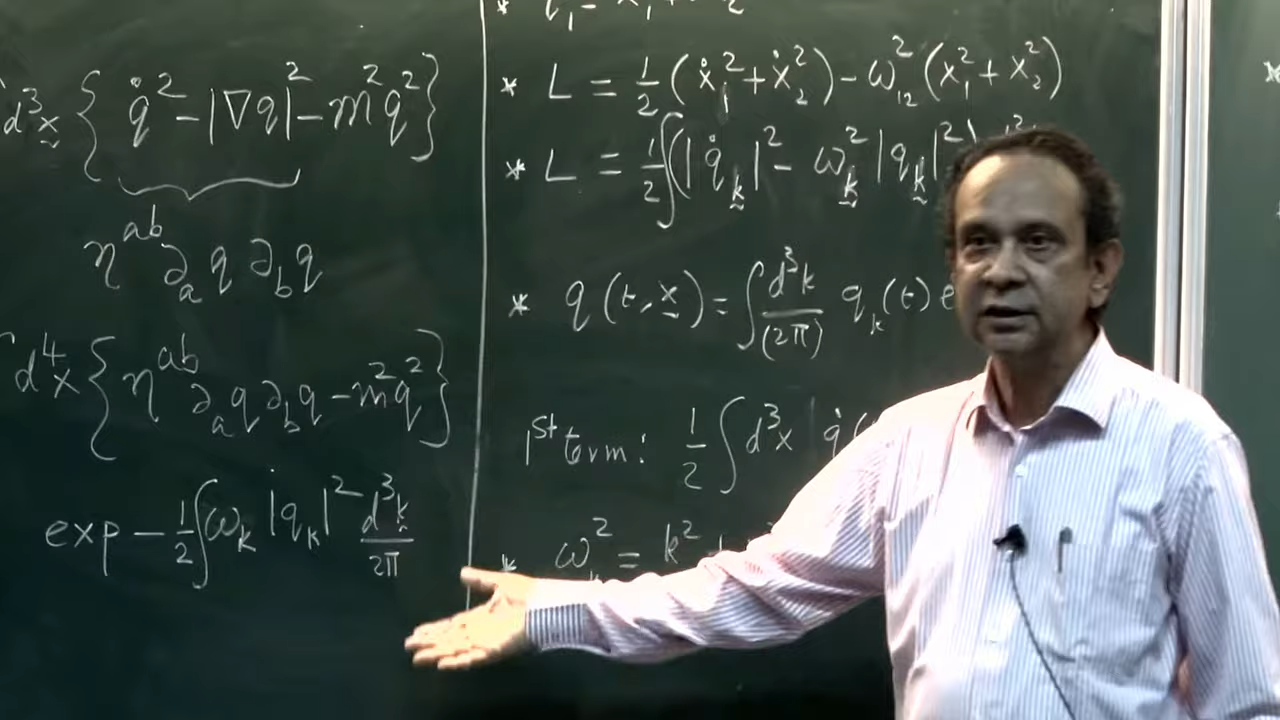 d³x { q̇² − |∇q|² − m²q² }
η^{ab} ∂_a q ∂_b q
d⁴x { η^{ab} ∂_a q ∂_b q − m²q² }
exp − ½ ∫ ω_k |q_k|² d³k/2π
* L = ½ (ẋ₁² + ẋ₂²) − ω₁₂² (x₁² + x₂²)
* L = ½ ∫ (|q̇_k|² − ω_k² |q_k|²)
* q (t, x) = ∫ d³k/(2π) q_k(t) e
1st term: ½ ∫ d³x | q̇ (
* ω_k² = k² +